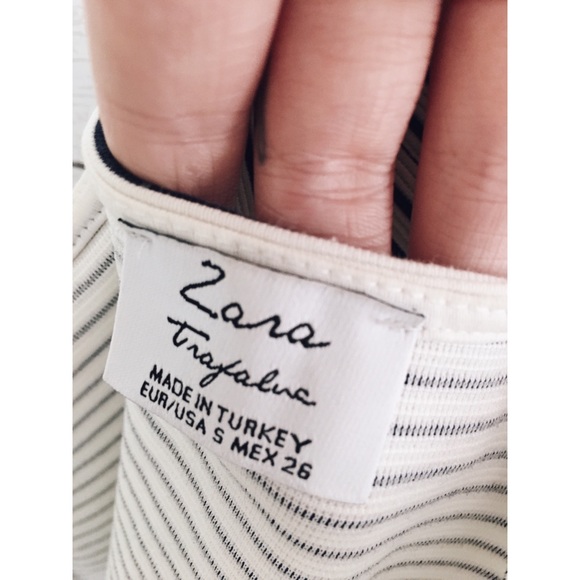 Zara
Trafaluc
MADE IN TURKEY
EUR/USA S MEX 26